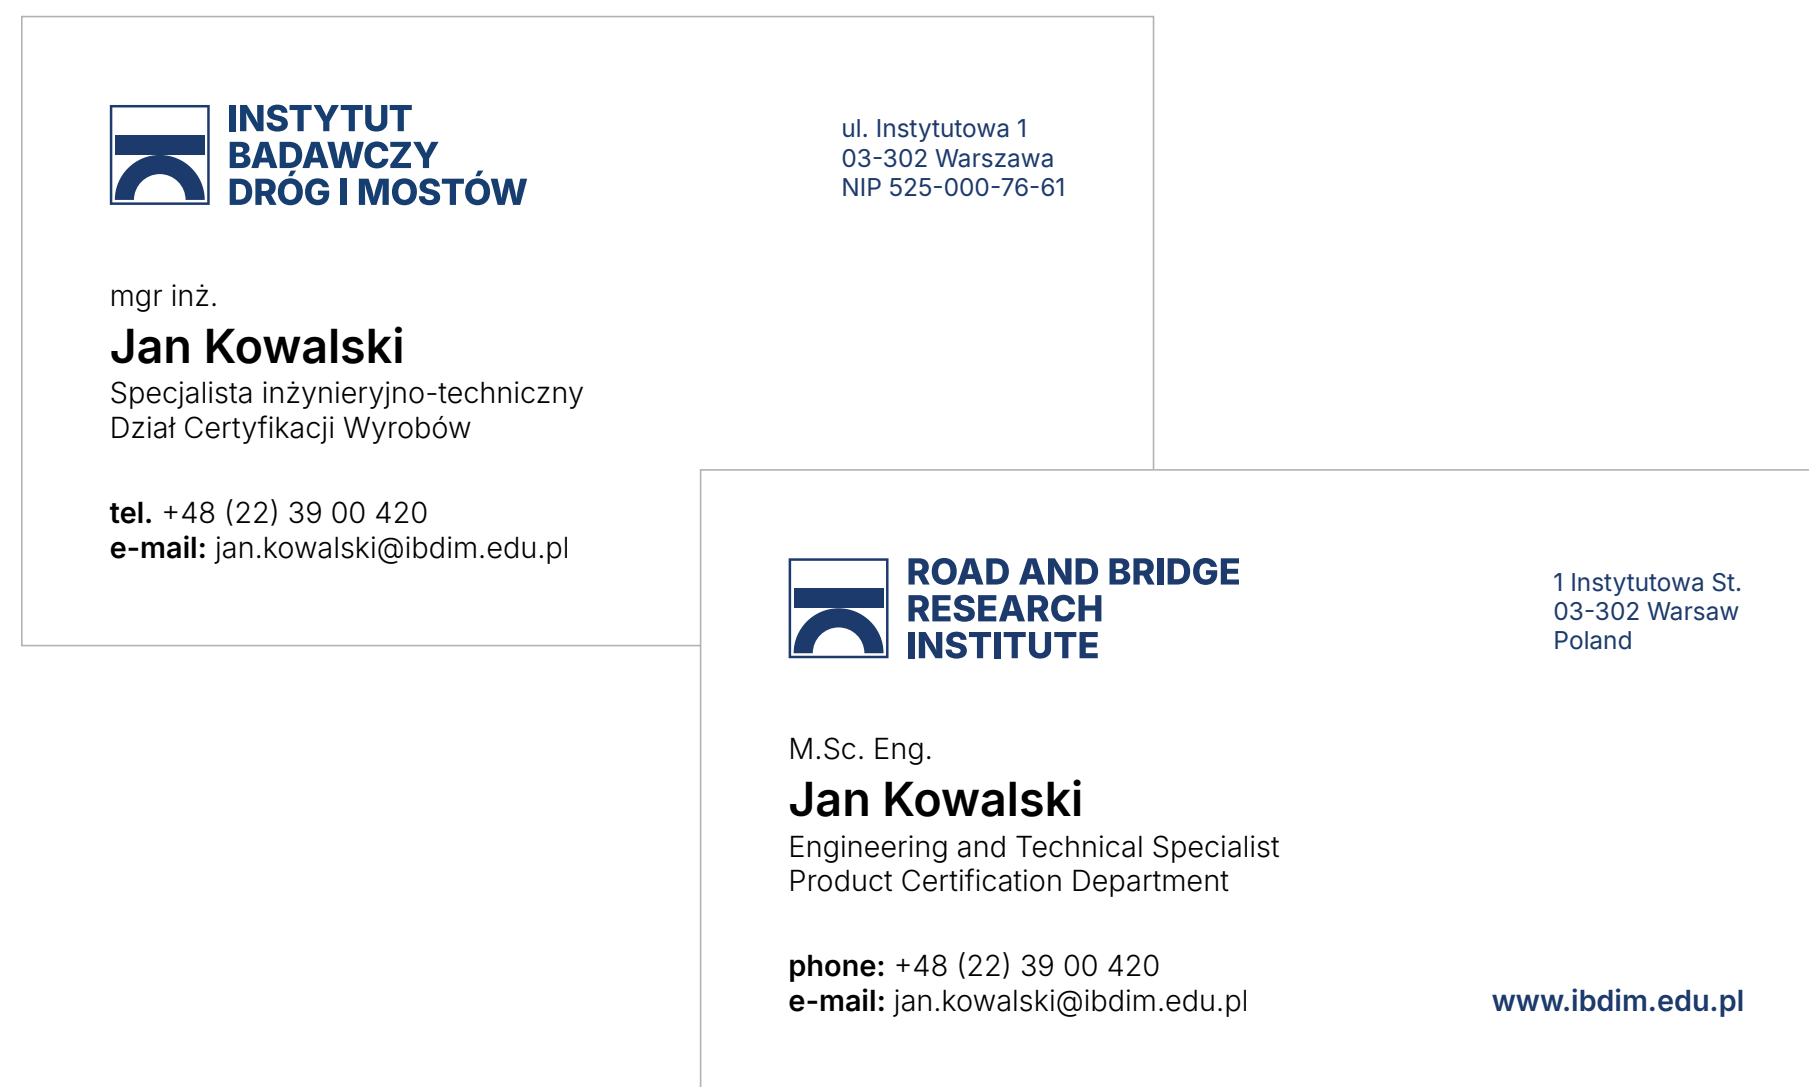 INSTYTUT
BADAWCZY
DRÓG I MOSTÓW
ul. Instytutowa 1
03-302 Warszawa
NIP 525-000-76-61
mgr inż.
Jan Kowalski
Specjalista inżynieryjno-techniczny
Dział Certyfikacji Wyrobów
tel. +48 (22) 39 00 420
e-mail: jan.kowalski@ibdim.edu.pl
ROAD AND BRIDGE
RESEARCH
INSTITUTE
1 Instytutowa St.
03-302 Warsaw
Poland
M.Sc. Eng.
Jan Kowalski
Engineering and Technical Specialist
Product Certification Department
phone: +48 (22) 39 00 420
e-mail: jan.kowalski@ibdim.edu.pl
www.ibdim.edu.pl